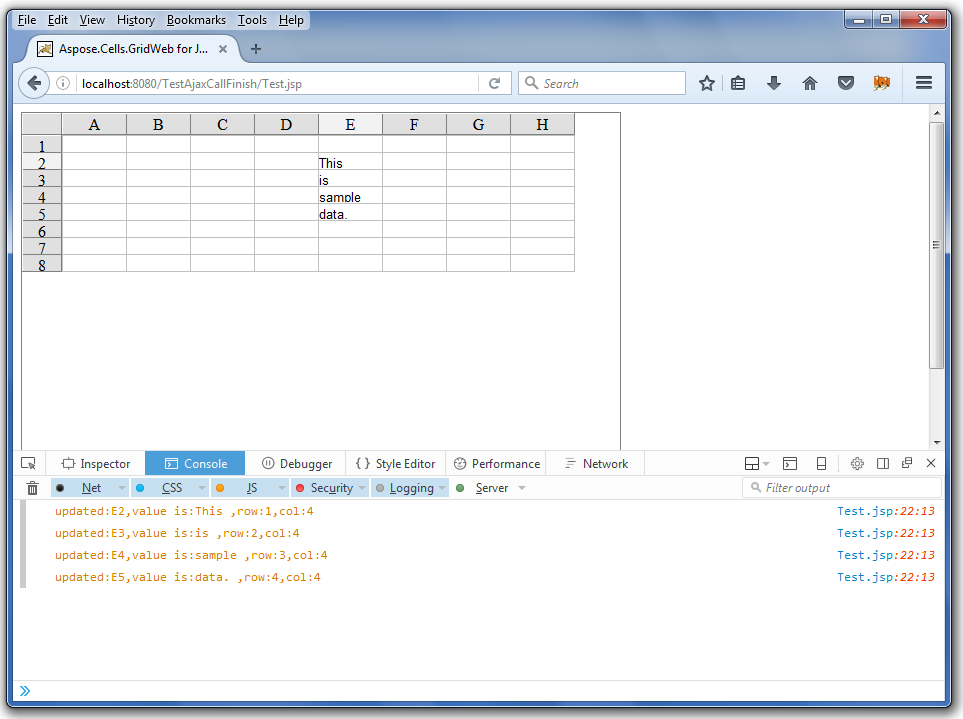 File Edit View History Bookmarks Tools Help
Aspose.Cells.GridWeb for J...
localhost:8080/TestAjaxCallFinish/Test.jsp Search
A B C D E F G H
1
2 This
3 is
4 sample
5 data.
6
7
8
Inspector Console Debugger Style Editor Performance Network
Net CSS JS Security Logging Server Filter output
updated:E2,value is:This ,row:1,col:4 Test.jsp:22:13
updated:E3,value is:is ,row:2,col:4 Test.jsp:22:13
updated:E4,value is:sample ,row:3,col:4 Test.jsp:22:13
updated:E5,value is:data. ,row:4,col:4 Test.jsp:22:13